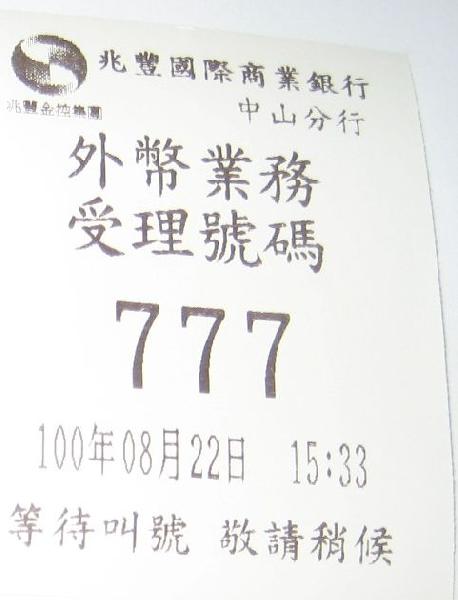 兆豐國際商業銀行
兆豐金控集團
中山分行
外幣業務
受理號碼
777
100年08月22日 15:33
等待叫號 敬請稍候